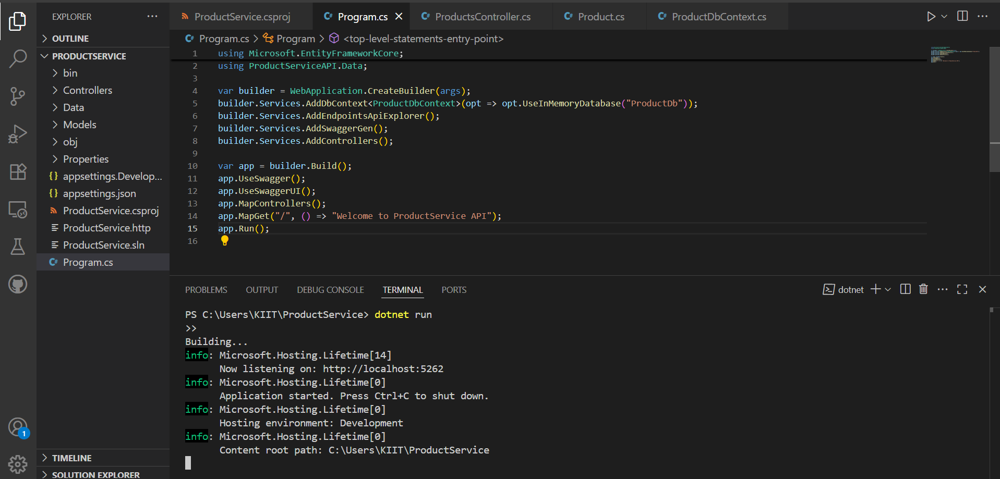 EXPLORER
OUTLINE
PRODUCTSERVICE
bin
Controllers
Data
Models
obj
Properties
{} appsettings.Develop...
{} appsettings.json
ProductService.csproj
ProductService.http
ProductService.sln
C# Program.cs
TIMELINE
SOLUTION EXPLORER
1
ProductService.csproj
C# Program.cs
C# ProductsController.cs
C# Product.cs
C# ProductDbContext.cs
C# Program.cs > Program > <top-level-statements-entry-point>
1 using Microsoft.EntityFrameworkCore;
2 using ProductServiceAPI.Data;
3
4 var builder = WebApplication.CreateBuilder(args);
5 builder.Services.AddDbContext<ProductDbContext>(opt => opt.UseInMemoryDatabase("ProductDb"));
6 builder.Services.AddEndpointsApiExplorer();
7 builder.Services.AddSwaggerGen();
8 builder.Services.AddControllers();
9
10 var app = builder.Build();
11 app.UseSwagger();
12 app.UseSwaggerUI();
13 app.MapControllers();
14 app.MapGet("/", () => "Welcome to ProductService API");
15 app.Run();
16
PROBLEMS OUTPUT DEBUG CONSOLE TERMINAL PORTS
dotnet
PS C:\Users\KIIT\ProductService> dotnet run
>>
Building...
info: Microsoft.Hosting.Lifetime[14]
Now listening on: http://localhost:5262
info: Microsoft.Hosting.Lifetime[0]
Application started. Press Ctrl+C to shut down.
info: Microsoft.Hosting.Lifetime[0]
Hosting environment: Development
info: Microsoft.Hosting.Lifetime[0]
Content root path: C:\Users\KIIT\ProductService